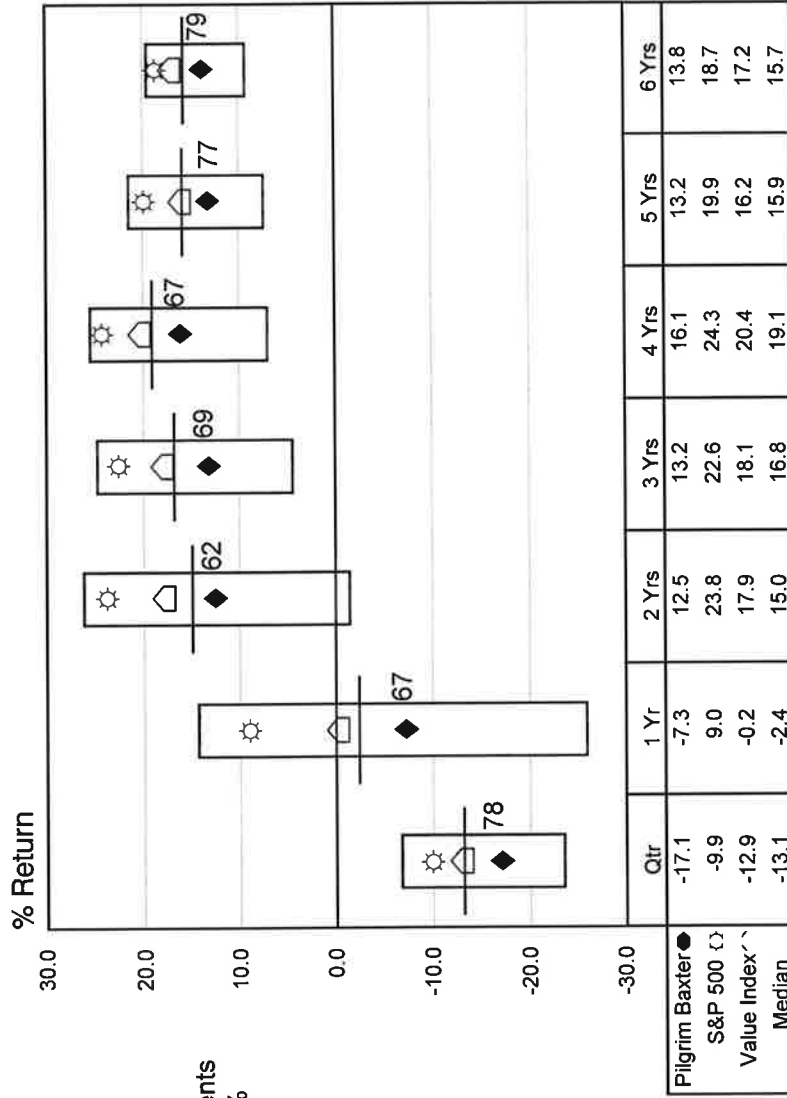 % Return
30.0
20.0
10.0
0.0
-10.0
-20.0
-30.0
%
78
67
62
69
67
77
79
Qtr 1 Yr 2 Yrs 3 Yrs 4 Yrs 5 Yrs 6 Yrs
Pilgrim Baxter -17.1 -7.3 12.5 13.2 16.1 13.2 13.8
S&P 500 -9.9 9.0 23.8 22.6 24.3 19.9 18.7
Value Index -12.9 -0.2 17.9 18.1 20.4 16.2 17.2
Median -13.1 -2.4 15.0 16.8 19.1 15.9 15.7